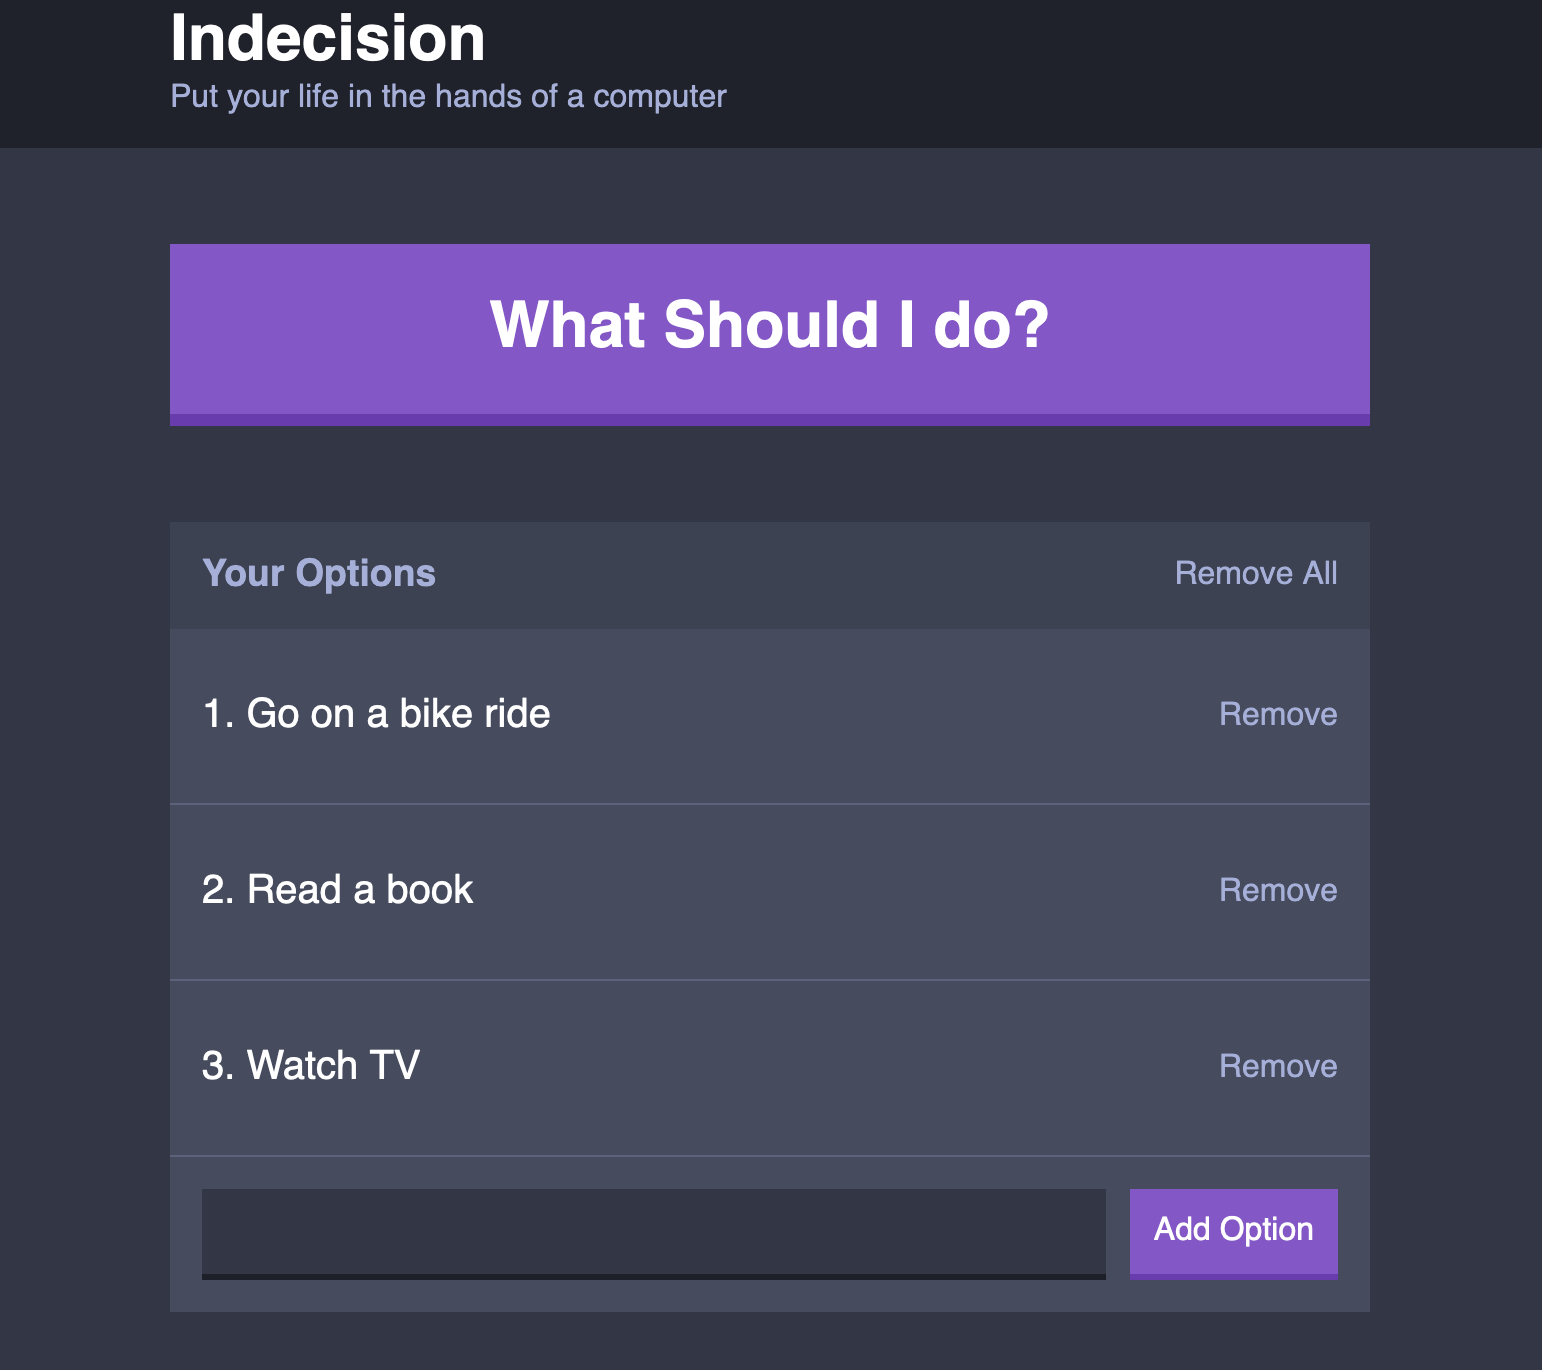 Indecision
Put your life in the hands of a computer
What Should I do?
Your Options Remove All
1. Go on a bike ride Remove
2. Read a book Remove
3. Watch TV Remove
Add Option